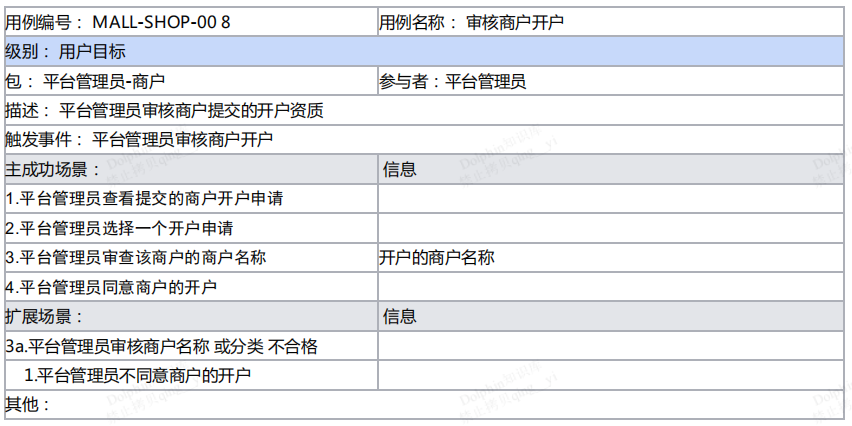 用例编号： MALL-SHOP-00 8 用例名称： 审核商户开户
级别： 用户目标
包： 平台管理员-商户 参与者：平台管理员
描述： 平台管理员审核商户提交的开户资质
触发事件： 平台管理员审核商户开户
主成功场景： 信息
1.平台管理员查看提交的商户开户申请
2.平台管理员选择一个开户申请
3.平台管理员审查该商户的商户名称 开户的商户名称
4.平台管理员同意商户的开户
扩展场景： 信息
3a.平台管理员审核商户名称 或分类 不合格
1.平台管理员不同意商户的开户
其他：